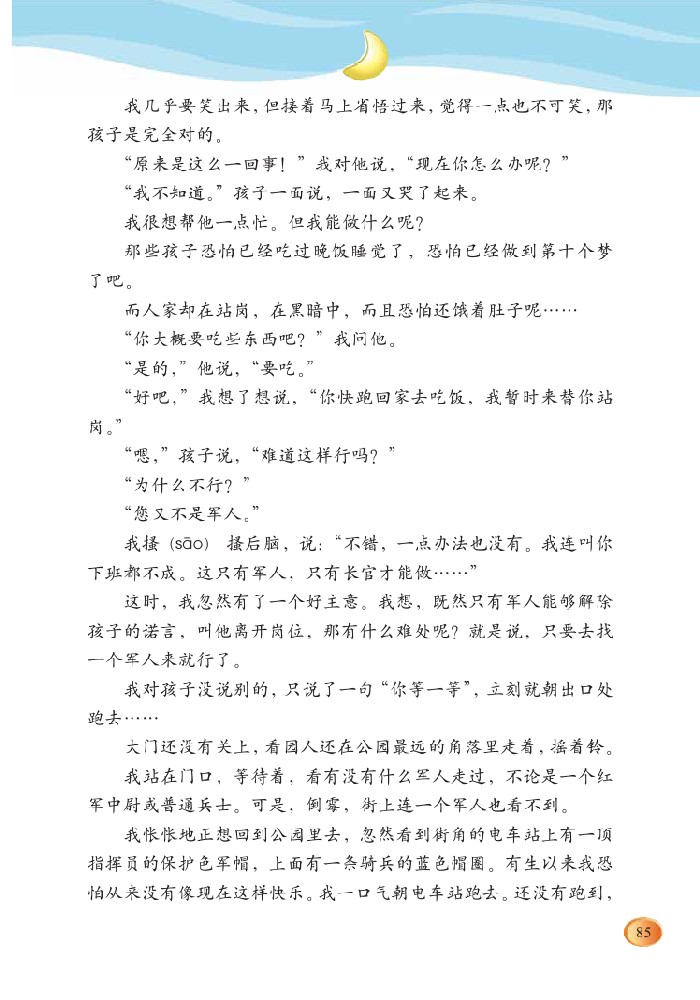 我几乎要笑出来，但接着马上省悟过来，觉得一点也不可笑，那
孩子是完全对的。
“原来是这么一回事！”我对他说，“现在你怎么办呢？”
“我不知道。”孩子一面说，一面又哭了起来。
我很想帮他一点忙。但我能做什么呢？
那些孩子恐怕已经吃过晚饭睡觉了，恐怕已经做到第十个梦
了吧。
而人家却在站岗，在黑暗中，而且恐怕还饿着肚子呢……
“你大概要吃些东西吧？”我问他。
“是的，”他说，“要吃。”
“好吧，”我想了想说，“你快跑回家去吃饭，我暂时来替你站
岗。”
“嗯，”孩子说，“难道这样行吗？”
“为什么不行？”
“您又不是军人。”
我搔（sāo） 搔后脑，说：“不错，一点办法也没有。我连叫你
下班都不成。这只有军人，只有长官才能做……”
这时，我忽然有了一个好主意。我想，既然只有军人能够解除
孩子的诺言，叫他离开岗位，那有什么难处呢？就是说，只要去找
一个军人来就行了。
我对孩子没说别的，只说了一句“你等一等”，立刻就朝出口处
跑去……
大门还没有关上，看园人还在公园最远的角落里走着，摇着铃。
我站在门口，等待着，看有没有什么军人走过，不论是一个红
军中尉或普通兵士。可是，倒霉，街上连一个军人也看不到。
我怅怅地正想回到公园里去，忽然看到街角的电车站上有一顶
指挥员的保护色军帽，上面有一条骑兵的蓝色帽圈。有生以来我恐
怕从来没有像现在这样快乐。我一口气朝电车站跑去。还没有跑到，
85